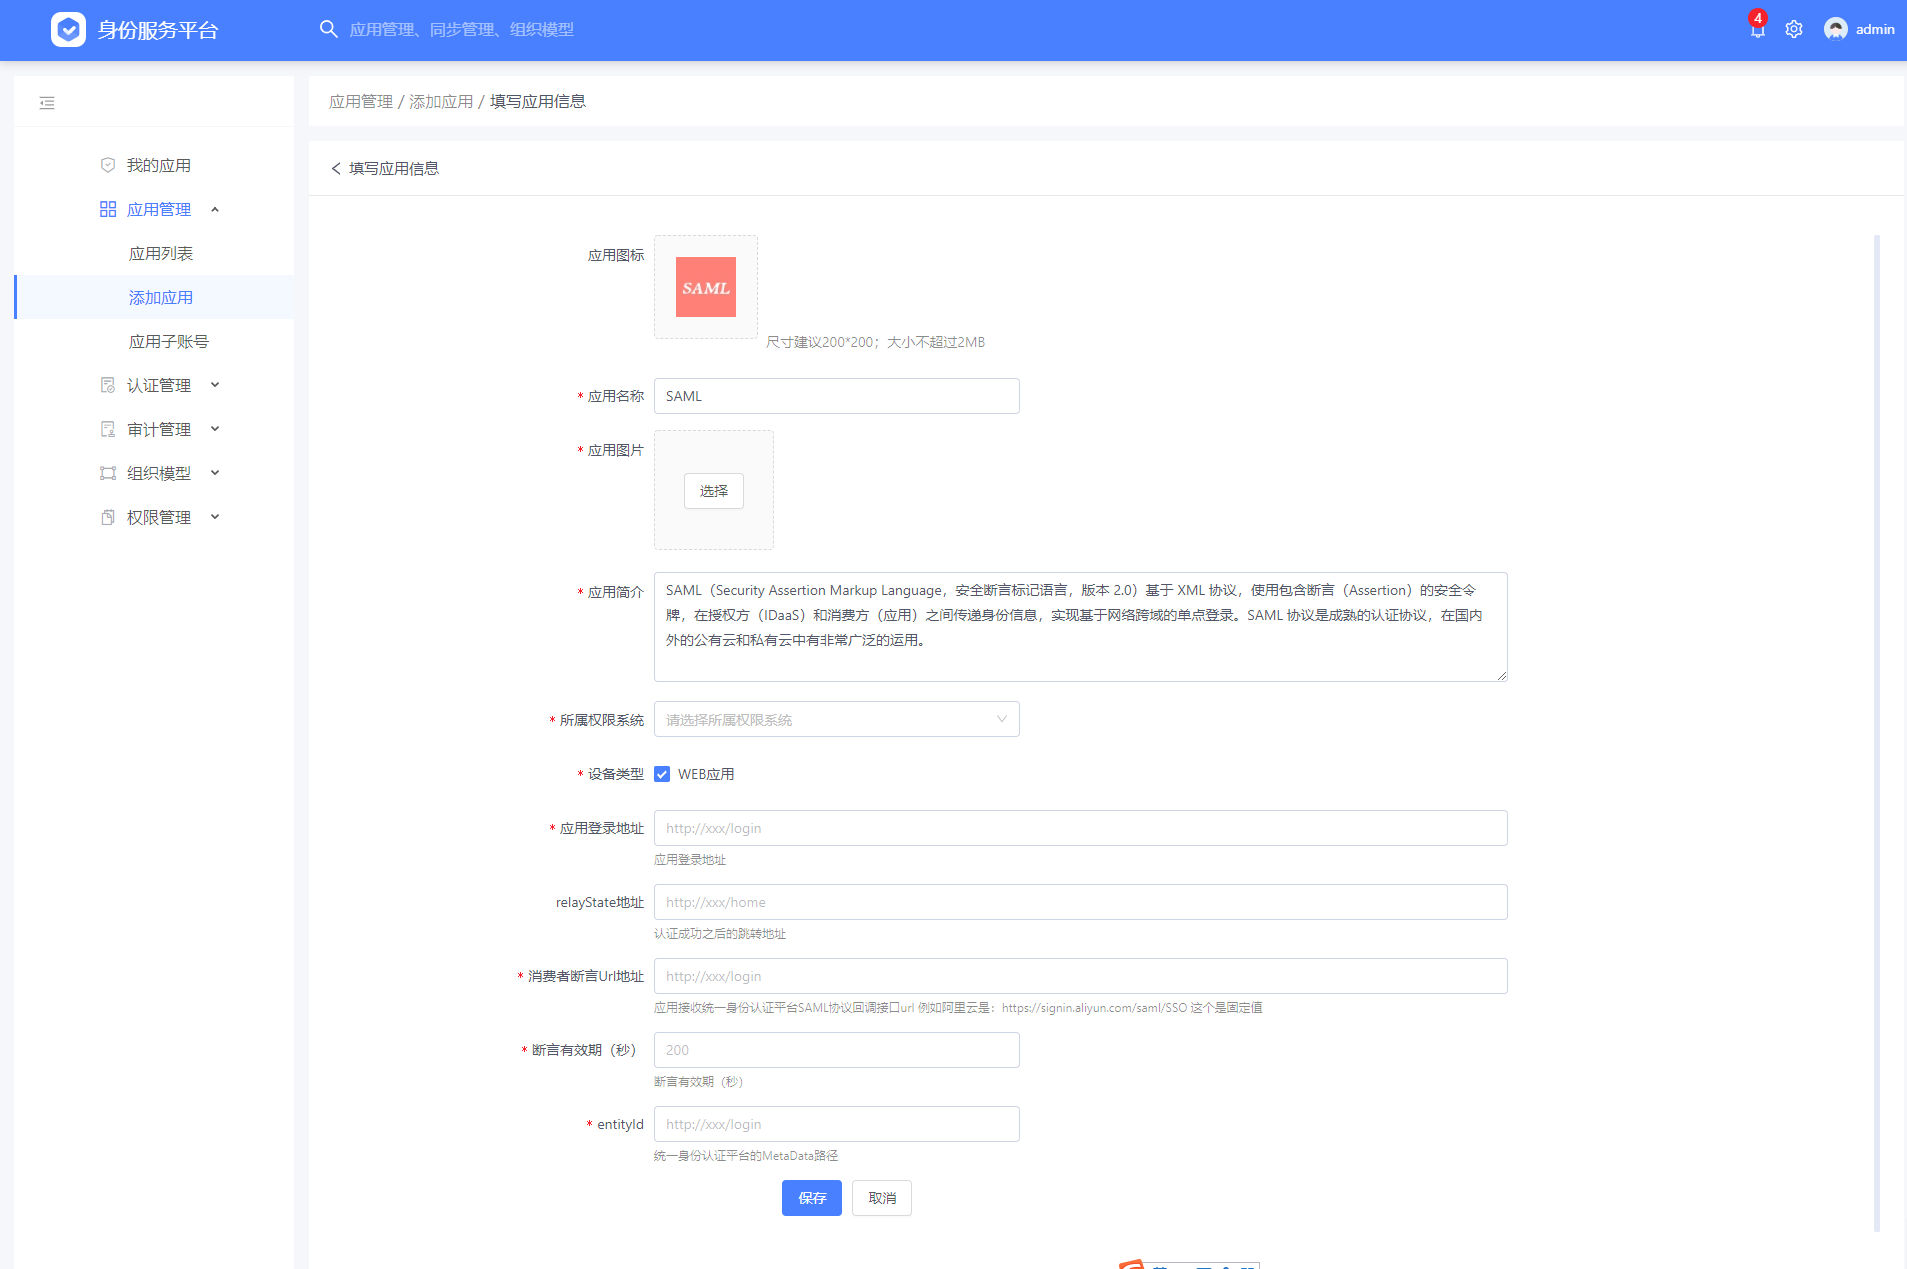 身份服务平台
应用管理、同步管理、组织模型
4
admin
我的应用
应用管理
应用列表
添加应用
应用子账号
认证管理
审计管理
组织模型
权限管理
应用管理 / 添加应用 / 填写应用信息
填写应用信息
应用图标
SAML
尺寸建议200*200；大小不超过2MB
* 应用名称
SAML
* 应用图片
选择
* 应用简介
SAML（Security Assertion Markup Language，安全断言标记语言，版本 2.0）基于 XML 协议，使用包含断言（Assertion）的安全令
牌，在授权方（IDaaS）和消费方（应用）之间传递身份信息，实现基于网络跨域的单点登录。SAML 协议是成熟的认证协议，在国内
外的公有云和私有云中有非常广泛的运用。
* 所属权限系统
请选择所属权限系统
* 设备类型
WEB应用
* 应用登录地址
http://xxx/login
应用登录地址
relayState地址
http://xxx/home
认证成功之后的跳转地址
* 消费者断言Url地址
http://xxx/login
应用接收统一身份认证平台SAML协议回调接口url 例如阿里云是：https://signin.aliyun.com/saml/SSO 这个是固定值
* 断言有效期（秒）
200
断言有效期（秒）
* entityId
http://xxx/login
统一身份认证平台的MetaData路径
保存
取消